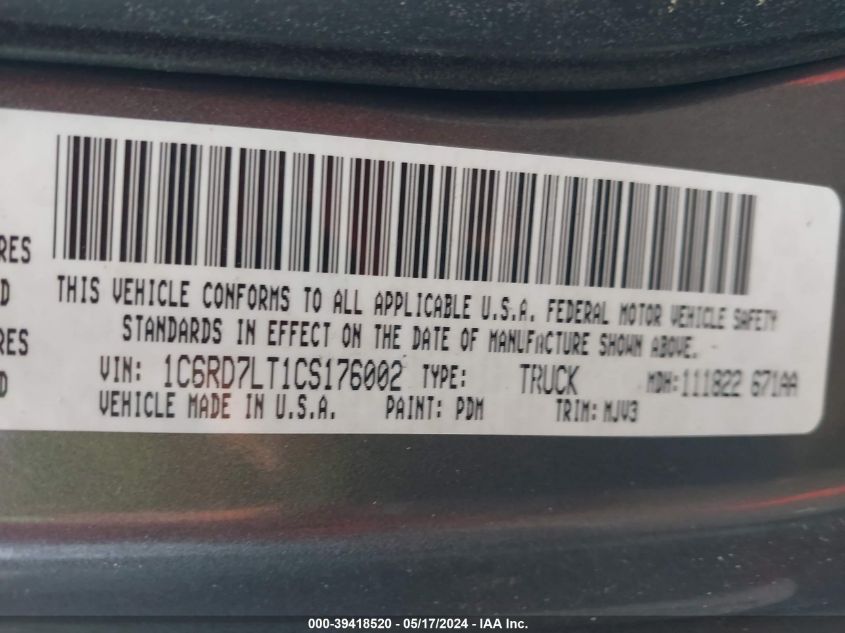 RES
D
RES
D
THIS VEHICLE CONFORMS TO ALL APPLICABLE U.S.A. FEDERAL MOTOR VEHICLE SAFETY
STANDARDS IN EFFECT ON THE DATE OF MANUFACTURE SHOWN ABOVE.
VIN: 1C6RD7LT1CS176002 TYPE: TRUCK MDH: 111822 671AA
VEHICLE MADE IN U.S.A. PAINT: PDM TRIM: MJV3
000-39418520 - 05/17/2024 - IAA Inc.